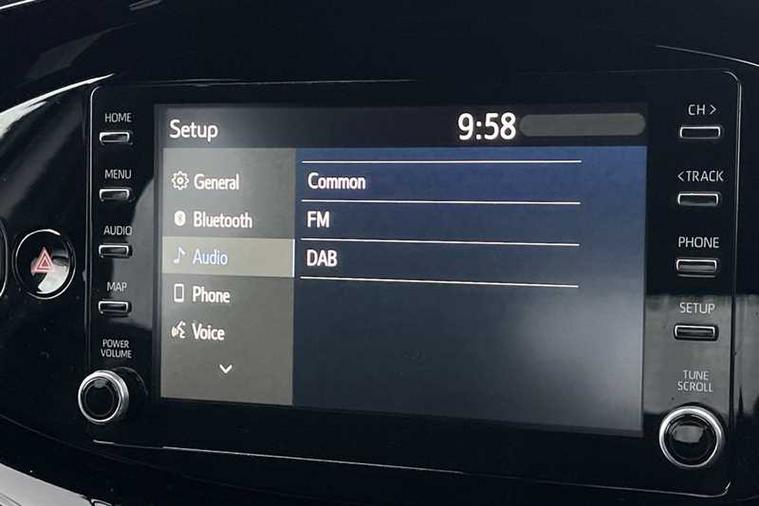 HOME
MENU
AUDIO
MAP
POWER
VOLUME
Setup
9:58
General
Bluetooth
Audio
Phone
Voice
Common
FM
DAB
CH >
<TRACK
PHONE
SETUP
TUNE
SCROLL